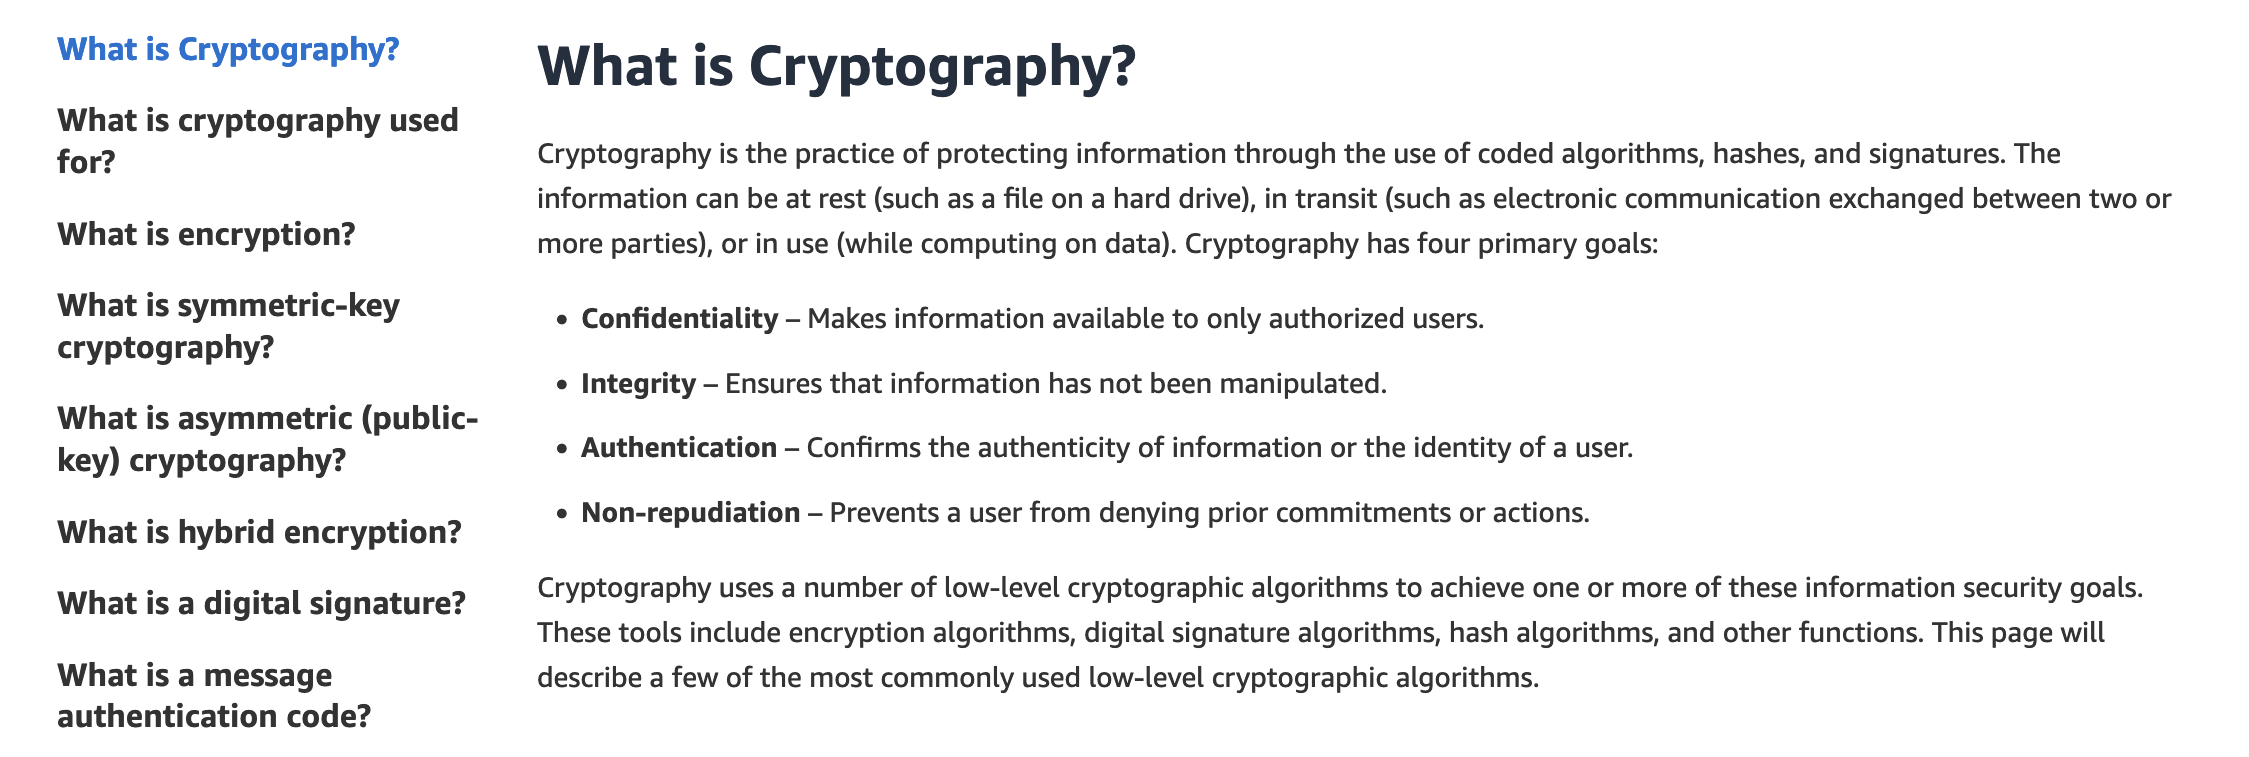 What is Cryptography?
What is cryptography used
for?
What is encryption?
What is symmetric-key
cryptography?
What is asymmetric (public-
key) cryptography?
What is hybrid encryption?
What is a digital signature?
What is a message
authentication code?
What is Cryptography?
Cryptography is the practice of protecting information through the use of coded algorithms, hashes, and signatures. The
information can be at rest (such as a file on a hard drive), in transit (such as electronic communication exchanged between two or
more parties), or in use (while computing on data). Cryptography has four primary goals:
• Confidentiality – Makes information available to only authorized users.
• Integrity – Ensures that information has not been manipulated.
• Authentication – Confirms the authenticity of information or the identity of a user.
• Non-repudiation – Prevents a user from denying prior commitments or actions.
Cryptography uses a number of low-level cryptographic algorithms to achieve one or more of these information security goals.
These tools include encryption algorithms, digital signature algorithms, hash algorithms, and other functions. This page will
describe a few of the most commonly used low-level cryptographic algorithms.